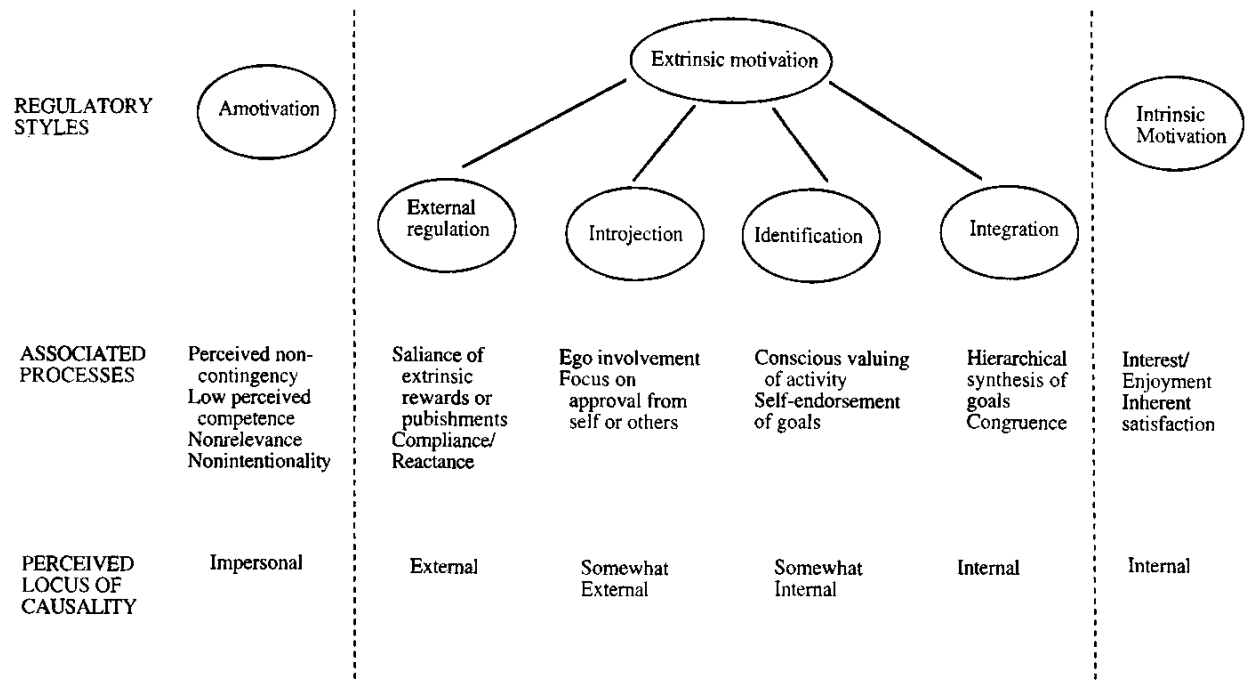 Extrinsic motivation
REGULATORY
STYLES
Amotivation
Intrinsic
Motivation
External
regulation
Introjection
Identification
Integration
ASSOCIATED
PROCESSES
Perceived non-
contingency
Low perceived
competence
Nonrelevance
Nonintentionality
Saliance of
extrinsic
rewards or
pubishments
Compliance/
Reactance
Ego involvement
Focus on
approval from
self or others
Conscious valuing
of activity
Self-endorsement
of goals
Hierarchical
synthesis of
goals
Congruence
Interest/
Enjoyment
Inherent
satisfaction
PERCEIVED
LOCUS OF
CAUSALITY
Impersonal
External
Somewhat
External
Somewhat
Internal
Internal
Internal